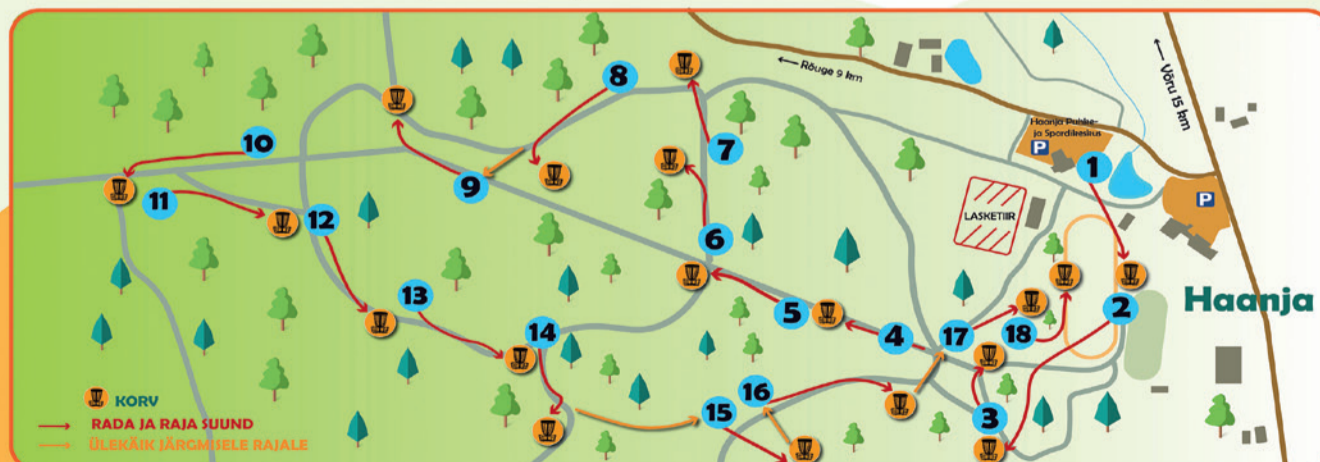 8
Rõuge 9 km
Võru 15 km
Haanja Puhke-
ja Spordikeskus
P
10
7
1
9
11
P
12
LASKETIIR
6
13
5
2
Haanja
14
4
17
18
16
15
3
KORV
RADA JA RAJA SUUND
ÜLEKÄIK JÄRGMISELE RAJALE